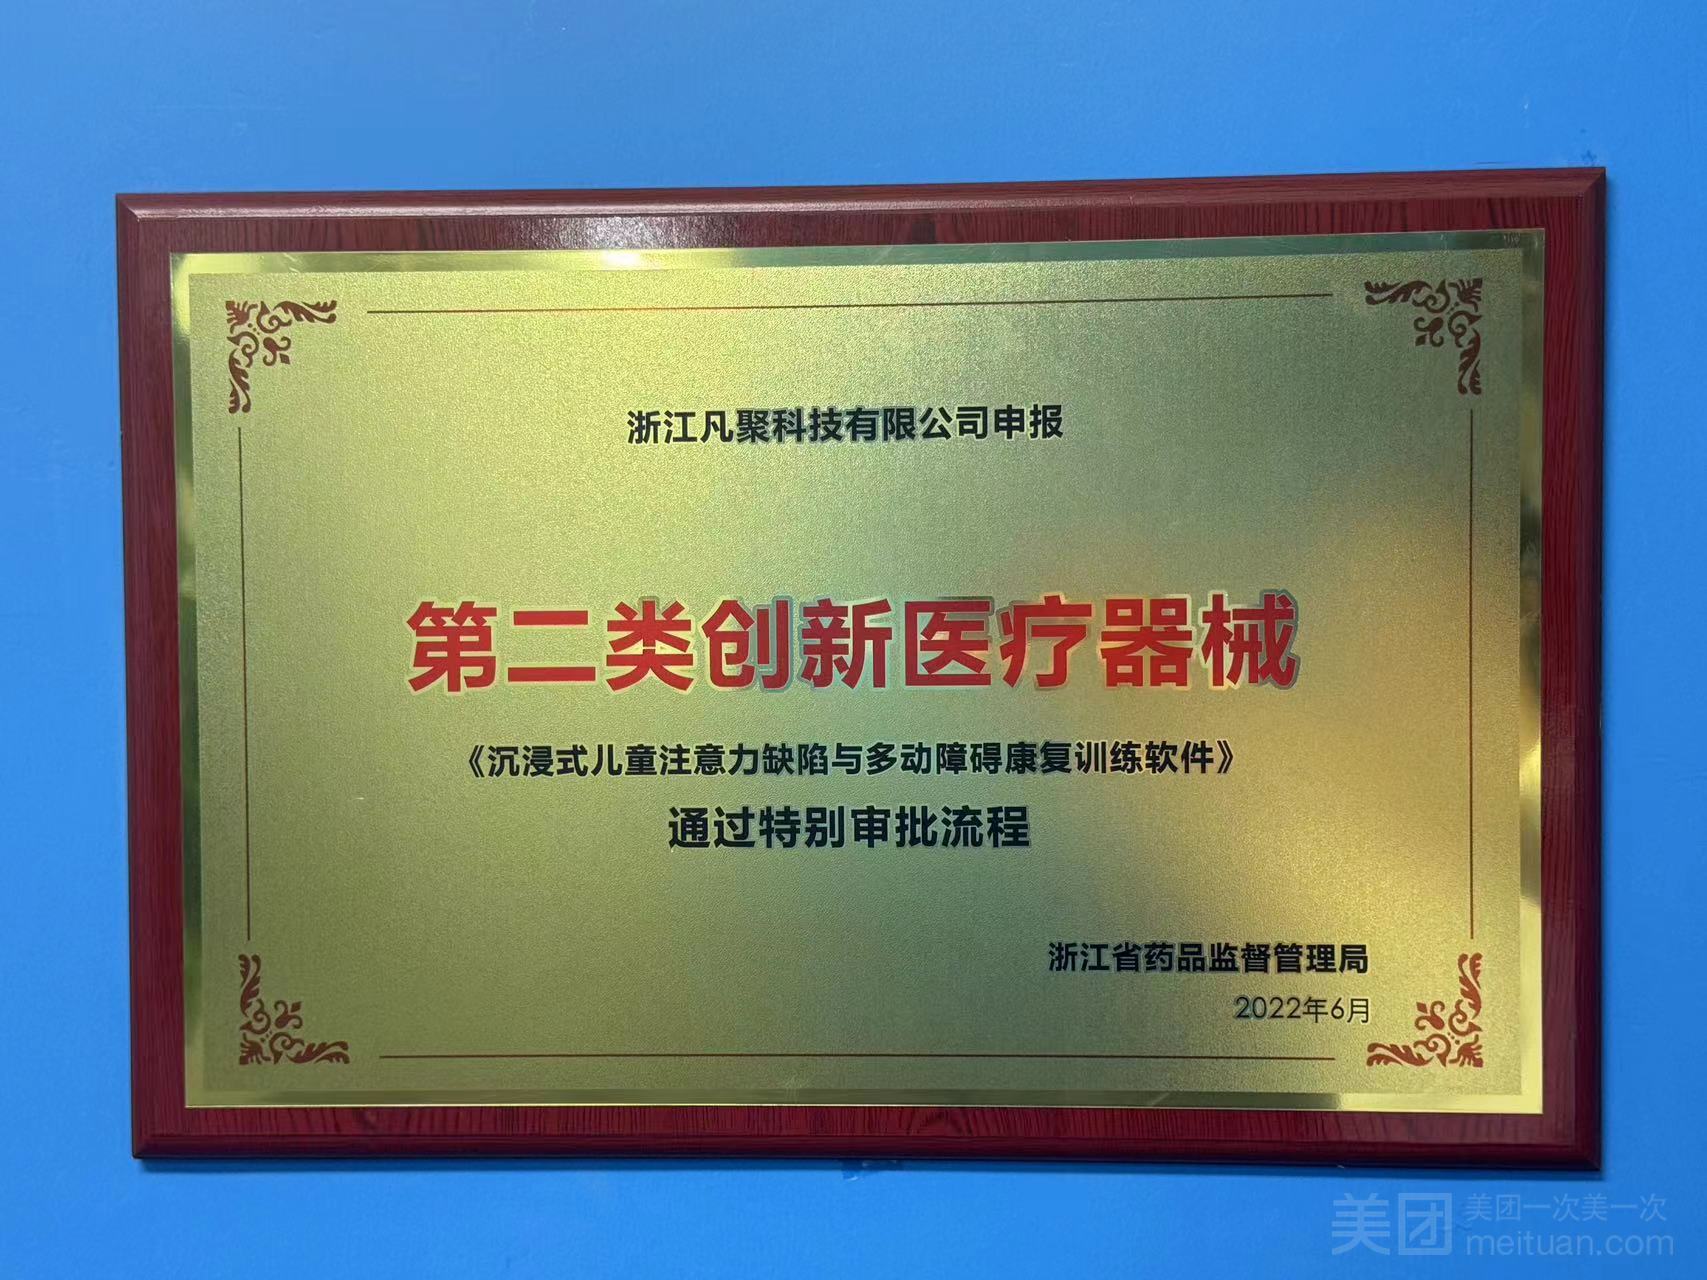 浙江凡聚科技有限公司申报
第二类创新医疗器械
《沉浸式儿童注意力缺陷与多动障碍康复训练软件》
通过特别审批流程
浙江省药品监督管理局
2022年6月
美团 美团一次美一次
meituan.com